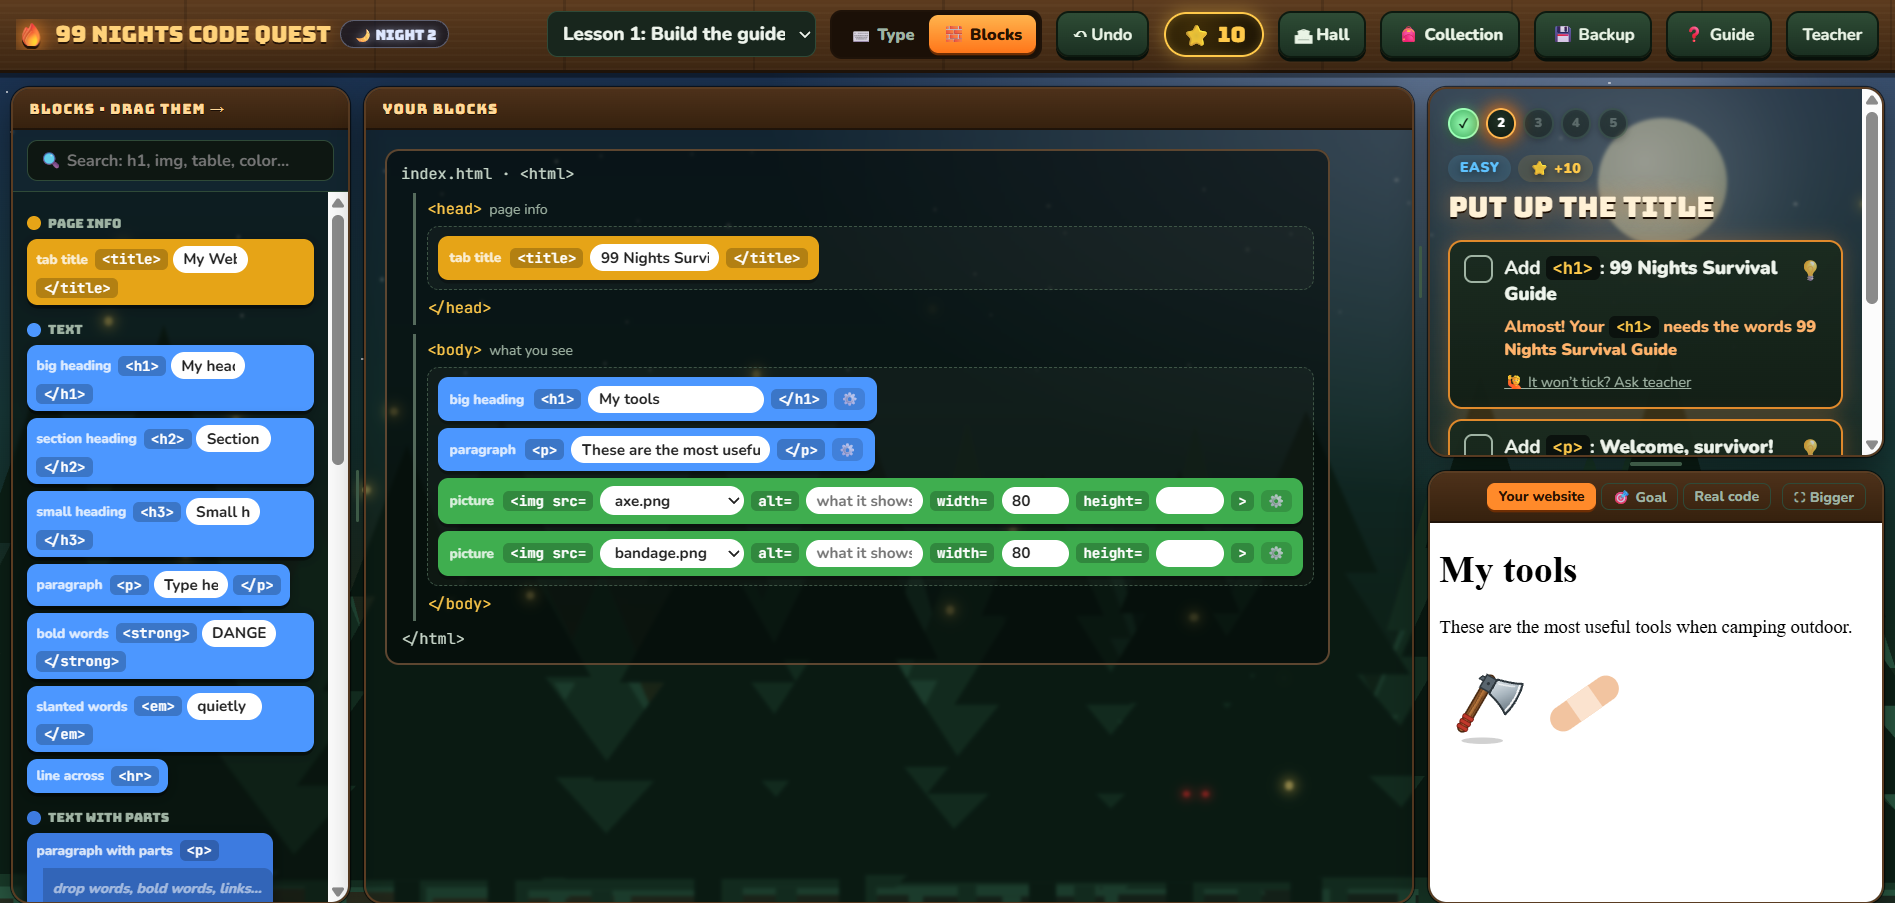 99 NIGHTS CODE QUEST
NIGHT 2
Lesson 1: Build the guide
Type
Blocks
Undo
10
Hall
Collection
Backup
Guide
Teacher
BLOCKS · DRAG THEM →
Search: h1, img, table, color...
PAGE INFO
tab title <title> My Wel
</title>
TEXT
big heading <h1> My head
</h1>
section heading <h2> Section
</h2>
small heading <h3> Small h
</h3>
paragraph <p> Type he </p>
bold words <strong> DANGE
</strong>
slanted words <em> quietly
</em>
line across <hr>
TEXT WITH PARTS
paragraph with parts <p>
drop words, bold words, links...
YOUR BLOCKS
index.html · <html>
<head> page info
tab title <title> 99 Nights Survi </title>
</head>
<body> what you see
big heading <h1> My tools </h1>
paragraph <p> These are the most usefu </p>
picture <img src= axe.png alt= what it shows width= 80 height= >
picture <img src= bandage.png alt= what it shows width= 80 height= >
</body>
</html>
✓ 2 3 4 5
EASY
+10
PUT UP THE TITLE
Add <h1>: 99 Nights Survival
Guide
Almost! Your <h1> needs the words 99
Nights Survival Guide
It won't tick? Ask teacher
Add <p>: Welcome, survivor!
Your website
Goal
Real code
Bigger
My tools
These are the most useful tools when camping outdoor.